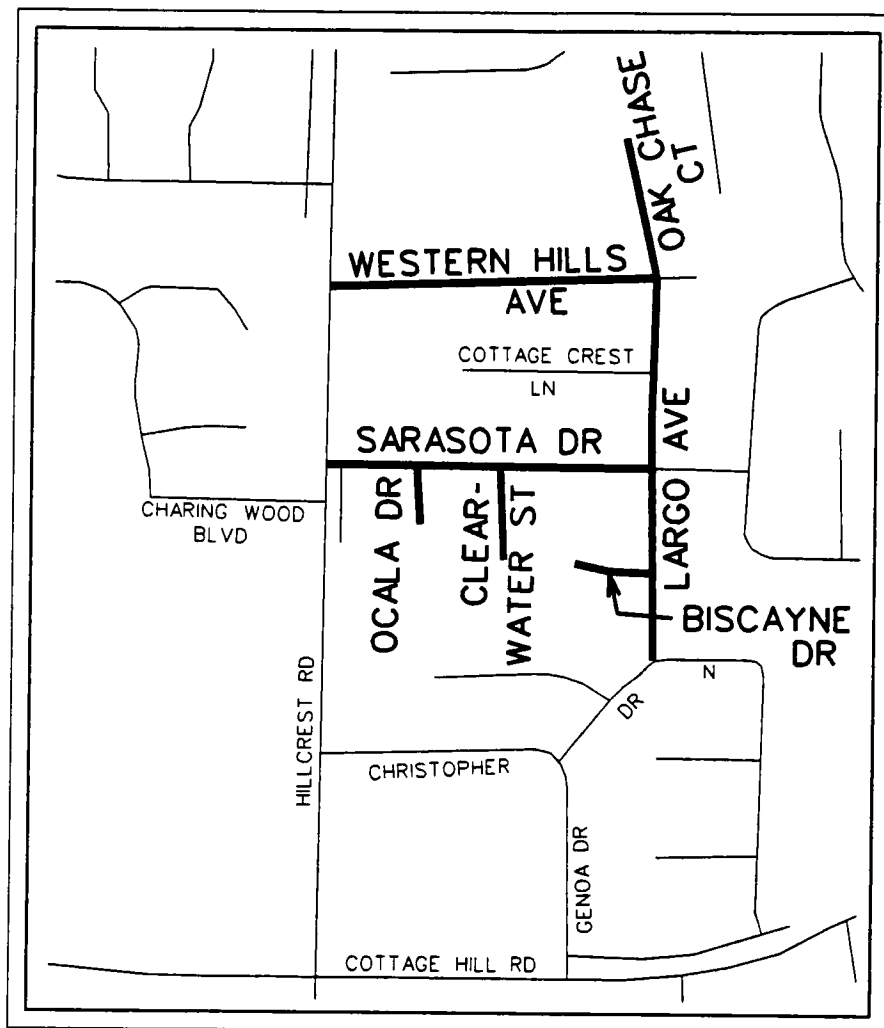 OAK CHASE
CT
WESTERN HILLS
AVE
COTTAGE CREST
LN
LARGO AVE
SARASOTA DR
CHARING WOOD
BLVD
OCALA DR
CLEAR-
WATER ST
BISCAYNE
DR
N
DR
HILLCREST RD
CHRISTOPHER
GENOA DR
COTTAGE HILL RD